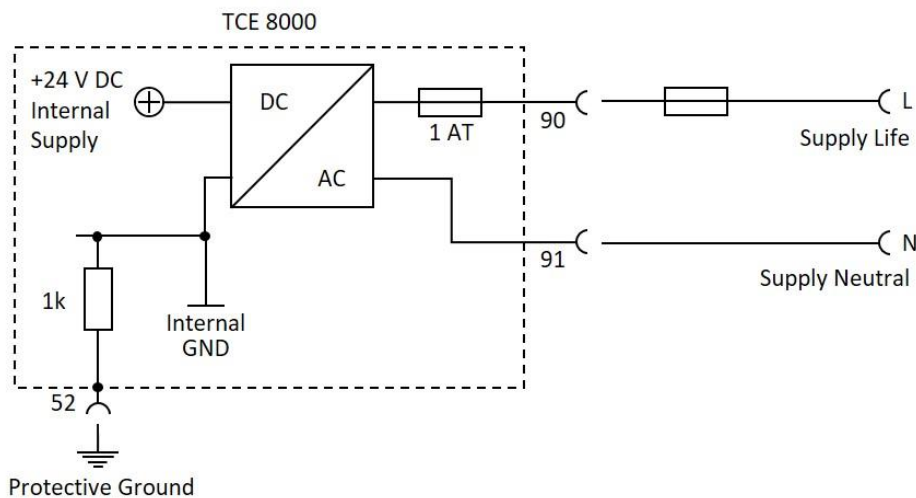 TCE 8000
+24 V DC
Internal
Supply
DC
AC
1 AT
90
L
Supply Life
91
N
Supply Neutral
1k
Internal
GND
52
Protective Ground